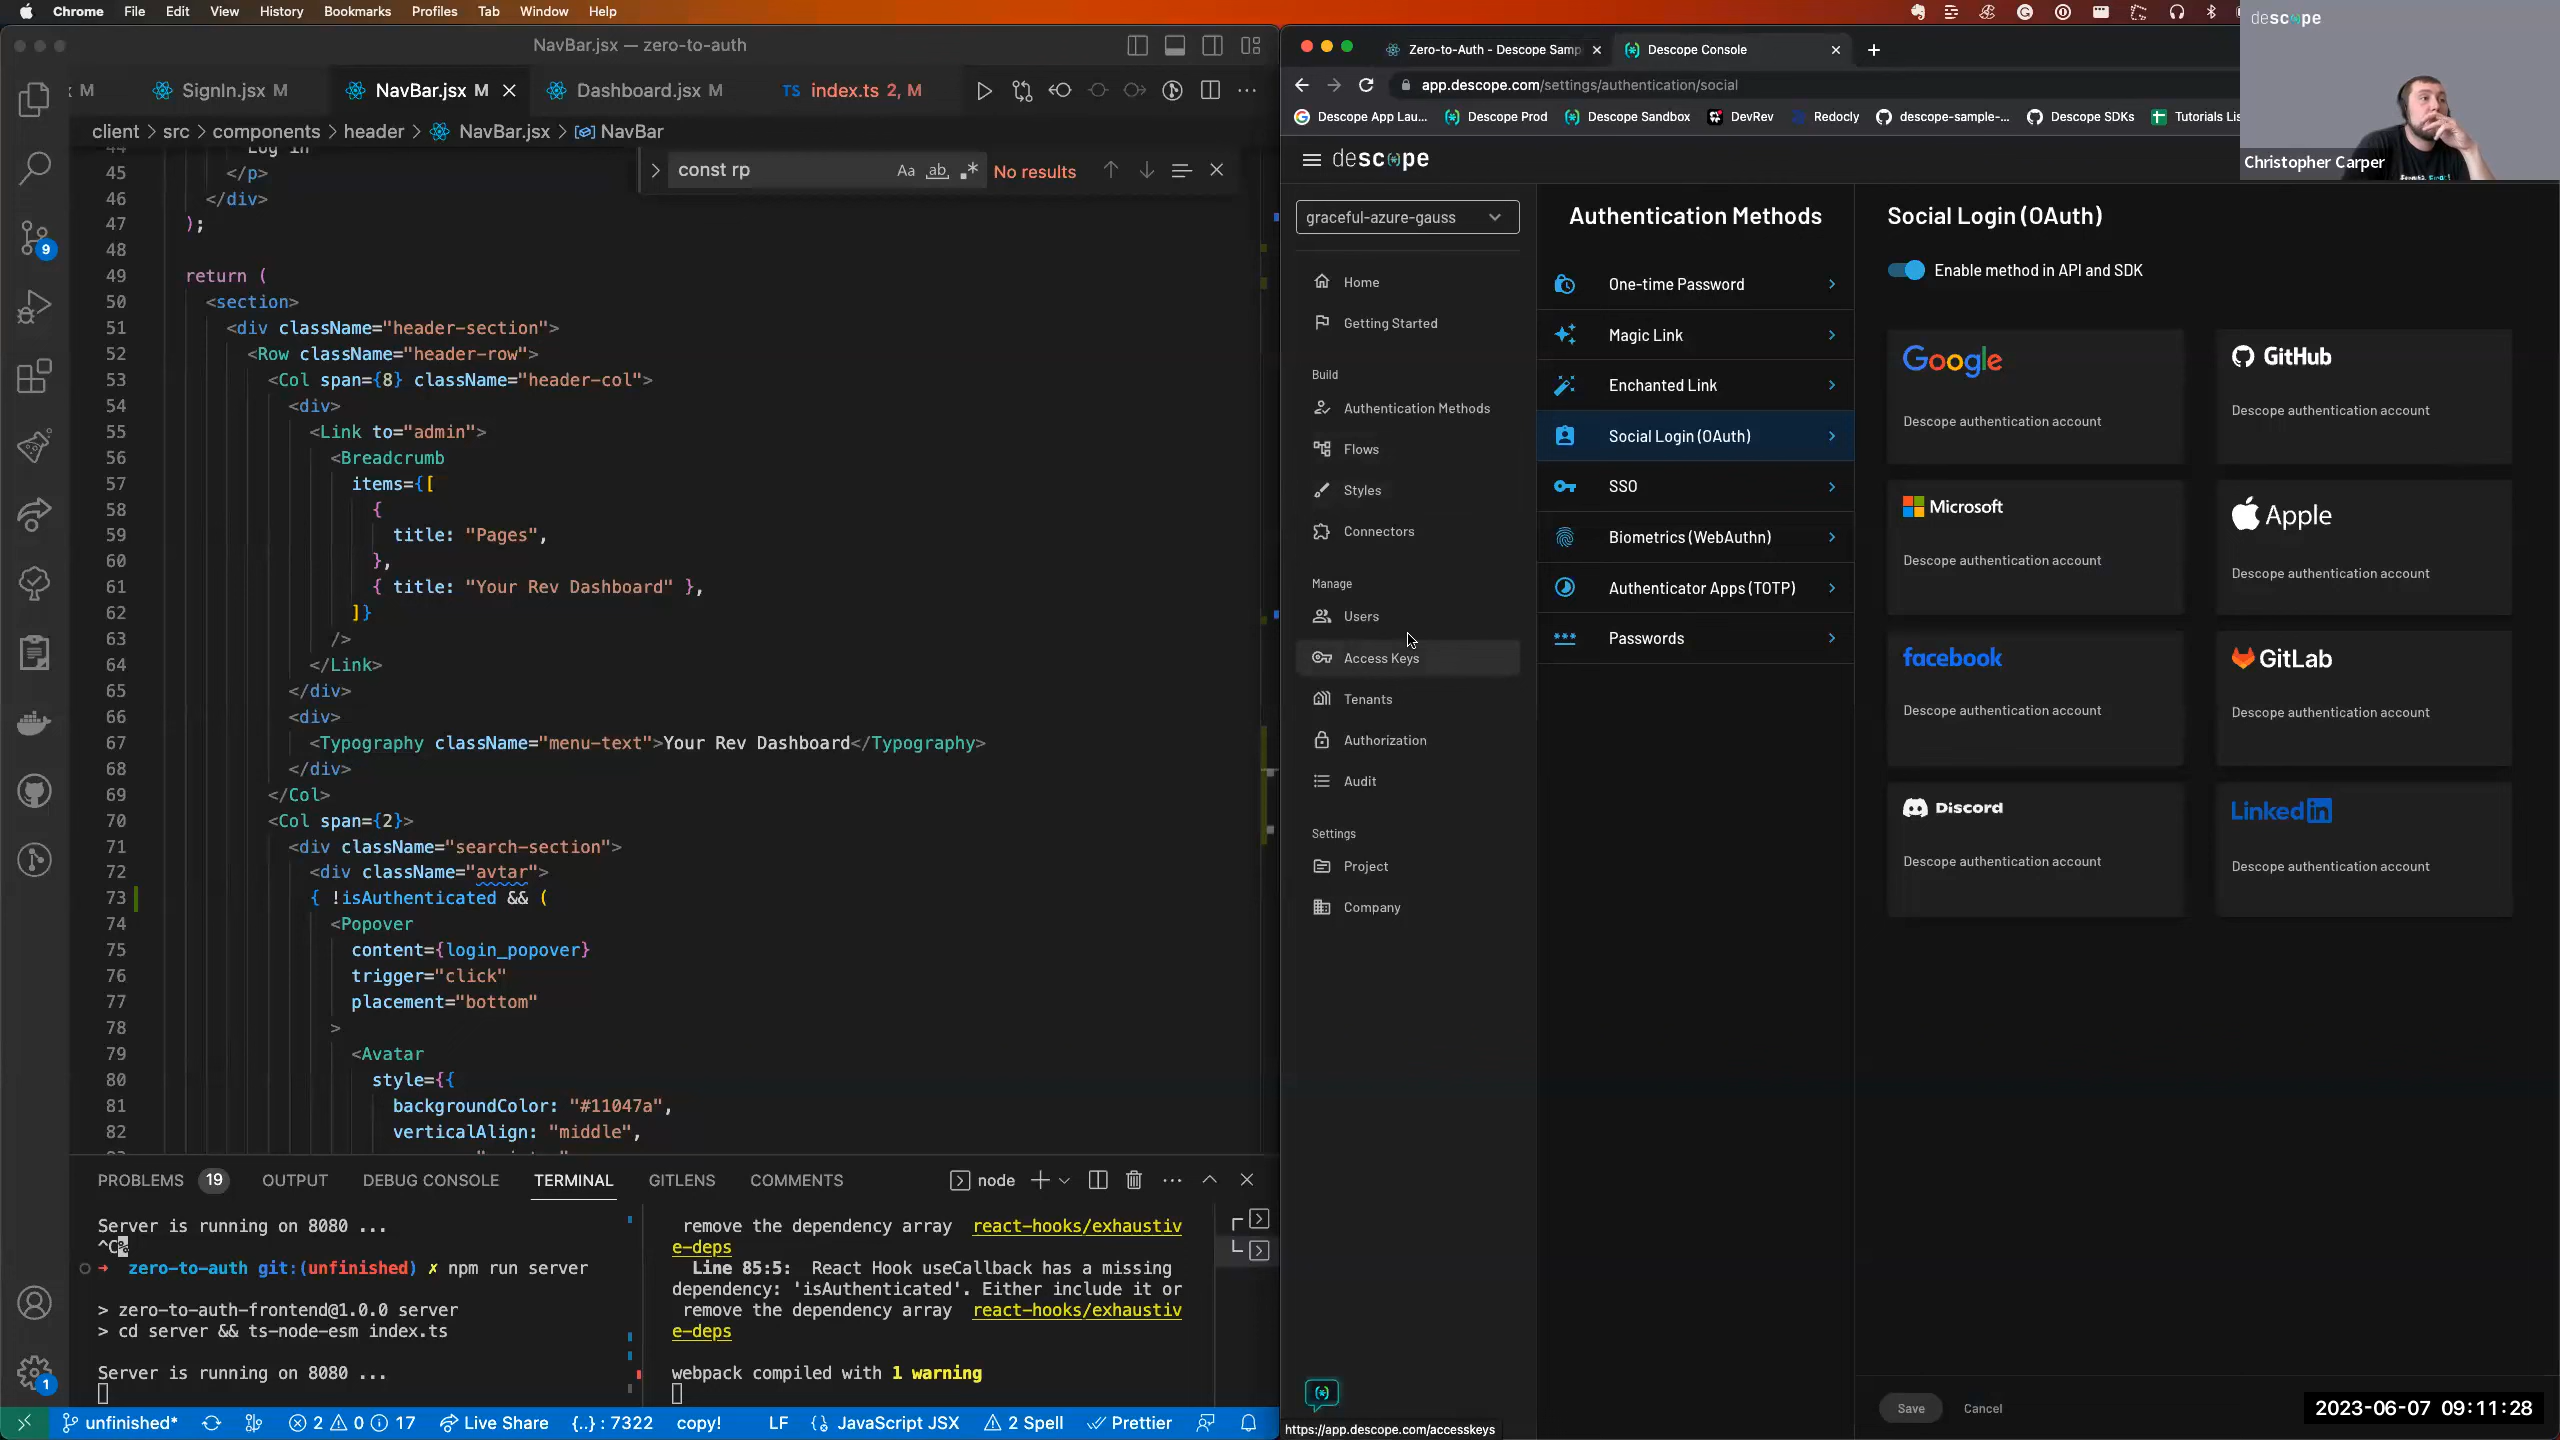 Chrome File Edit View History Bookmarks Profiles Tab Window Help
NavBar.jsx — zero-to-auth
M SignIn.jsx M NavBar.jsx M Dashboard.jsx M TS index.ts 2, M
client > src > components > header > NavBar.jsx > NavBar
const rp Aa ab No results
44 Log in
45 </p>
46 </div>
47 );
48
49 return (
50 <section>
51 <div className="header-section">
52 <Row className="header-row">
53 <Col span={8} className="header-col">
54 <div>
55 <Link to="admin">
56 <Breadcrumb
57 items={[
58 {
59 title: "Pages",
60 },
61 { title: "Your Rev Dashboard" },
62 ]}
63 />
64 </Link>
65 </div>
66 <div>
67 <Typography className="menu-text">Your Rev Dashboard</Typography>
68 </div>
69 </Col>
70 <Col span={2}>
71 <div className="search-section">
72 <div className="avtar">
73 { !isAuthenticated && (
74 <Popover
75 content={login_popover}
76 trigger="click"
77 placement="bottom"
78 >
79 <Avatar
80 style={{
81 backgroundColor: "#11047a",
82 verticalAlign: "middle",
PROBLEMS 19 OUTPUT DEBUG CONSOLE TERMINAL GITLENS COMMENTS node
Server is running on 8080 ...
^C%
→ zero-to-auth git:(unfinished) ✗ npm run server
> zero-to-auth-frontend@1.0.0 server
> cd server && ts-node-esm index.ts
Server is running on 8080 ...
remove the dependency array react-hooks/exhaustiv
e-deps
Line 85:5: React Hook useCallback has a missing
dependency: 'isAuthenticated'. Either include it or
remove the dependency array react-hooks/exhaustiv
e-deps
webpack compiled with 1 warning
9
1
unfinished* 2 0 17 Live Share {..} : 7322 copy! LF {} JavaScript JSX 2 Spell Prettier
Zero-to-Auth - Descope Samp Descope Console
app.descope.com/settings/authentication/social
Descope App Lau... Descope Prod Descope Sandbox DevRev Redocly descope-sample-... Descope SDKs Tutorials Lis
descope
graceful-azure-gauss
Home
Getting Started
Build
Authentication Methods
Flows
Styles
Connectors
Manage
Users
Access Keys
Tenants
Authorization
Audit
Settings
Project
Company
https://app.descope.com/accesskeys
Authentication Methods
One-time Password
Magic Link
Enchanted Link
Social Login (OAuth)
SSO
Biometrics (WebAuthn)
Authenticator Apps (TOTP)
Passwords
Social Login (OAuth)
Enable method in API and SDK
Google
Descope authentication account
GitHub
Descope authentication account
Microsoft
Descope authentication account
Apple
Descope authentication account
facebook
Descope authentication account
GitLab
Descope authentication account
Discord
Descope authentication account
LinkedIn
Descope authentication account
Save Cancel
2023-06-07 09:11:28
descope
Christopher Carper